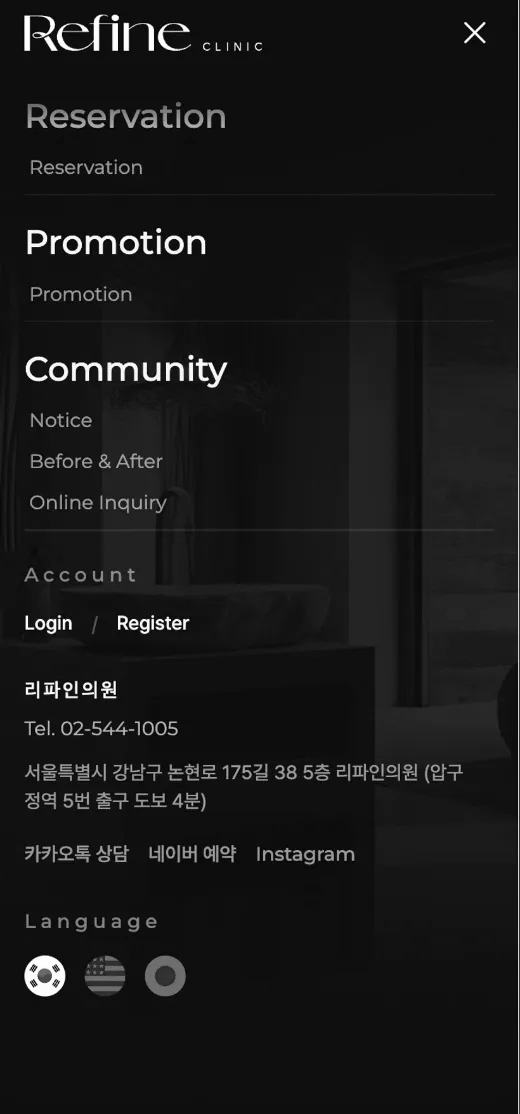 Refine CLINIC
Reservation
Reservation
Promotion
Promotion
Community
Notice
Before & After
Online Inquiry
Account
Login / Register
리파인의원
Tel. 02-544-1005
서울특별시 강남구 논현로 175길 38 5층 리파인의원 (압구
정역 5번 출구 도보 4분)
카카오톡 상담 네이버 예약 Instagram
Language